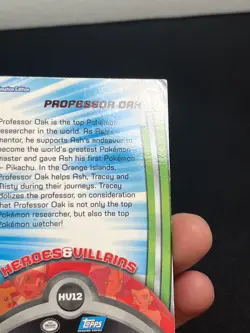 mation Edition
PROFESSOR OAK
Professor Oak is the top Pokémon
researcher in the world. As Ash's
mentor, he supports Ash's endeavor to
become the world's greatest Pokémon
master and gave Ash his first Pokémon
– Pikachu. In the Orange Islands,
Professor Oak helps Ash, Tracey and
Misty during their travels. Tracey
idolizes the professor, on consideration
that Professor Oak is not only the top
Pokémon researcher, but also the top
Pokémon watcher!
HEROES&VILLAINS
HV12
TOPPS